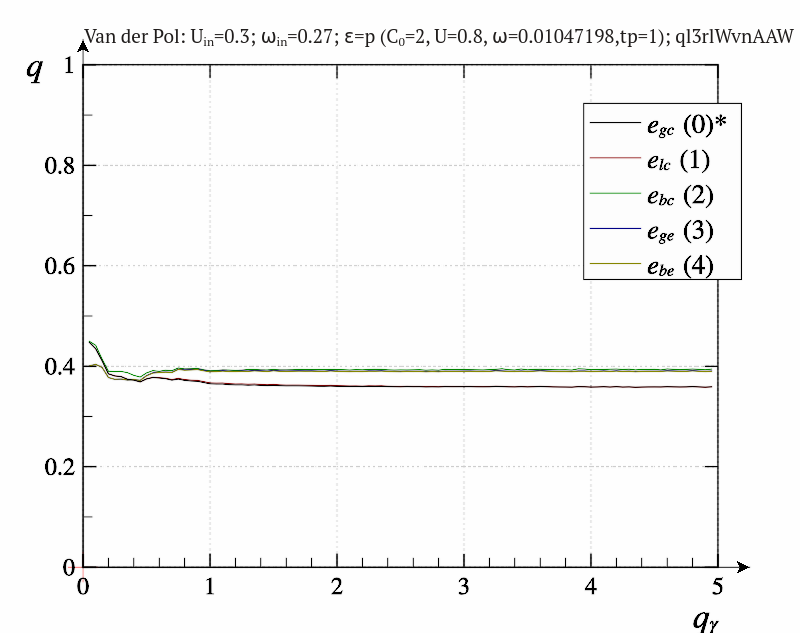 Van der Pol: Uin=0.3; ωin=0.27; ε=p (C0=2, U=0.8, ω=0.01047198,tp=1); ql3rlWvnAAW
q
1
0.8
0.6
0.4
0.2
0
0 1 2 3 4 5
qγ
egc (0)*
elc (1)
ebc (2)
ege (3)
ebe (4)